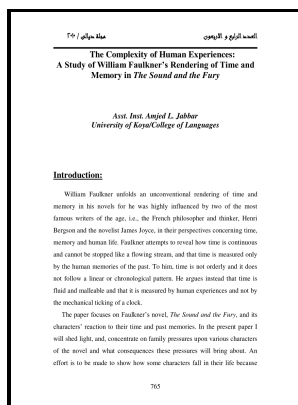 العدد الرابع و الاربعون
مجلة ديالى /
The Complexity of Human Experiences:
A Study of William Faulkner's Rendering of Time and
Memory in The Sound and the Fury
Asst. Inst. Amjed L. Jabbar
University of Koya/College of Languages
Introduction:
William Faulkner unfolds an unconventional rendering of time and
memory in his novels for he was highly influenced by two of the most
famous writers of the age, i.e., the French philosopher and thinker, Henri
Bergson and the novelist James Joyce, in their perspectives concerning time,
memory and human life. Faulkner attempts to reveal how time is continuous
and cannot be stopped like a flowing stream, and that time is measured only
by the human memories of the past. To him, time is not orderly and it does
not follow a linear or chronological pattern. He argues instead that time is
fluid and malleable and that it is measured by human experiences and not by
the mechanical ticking of a clock.
The paper focuses on Faulkner's novel, The Sound and the Fury, and its
characters' reaction to their time and past memories. In the present paper I
will shed light, and, concentrate on family pressures upon various characters
of the novel and what consequences these pressures will bring about. An
effort is to be made to show how some characters fall in their life because
765